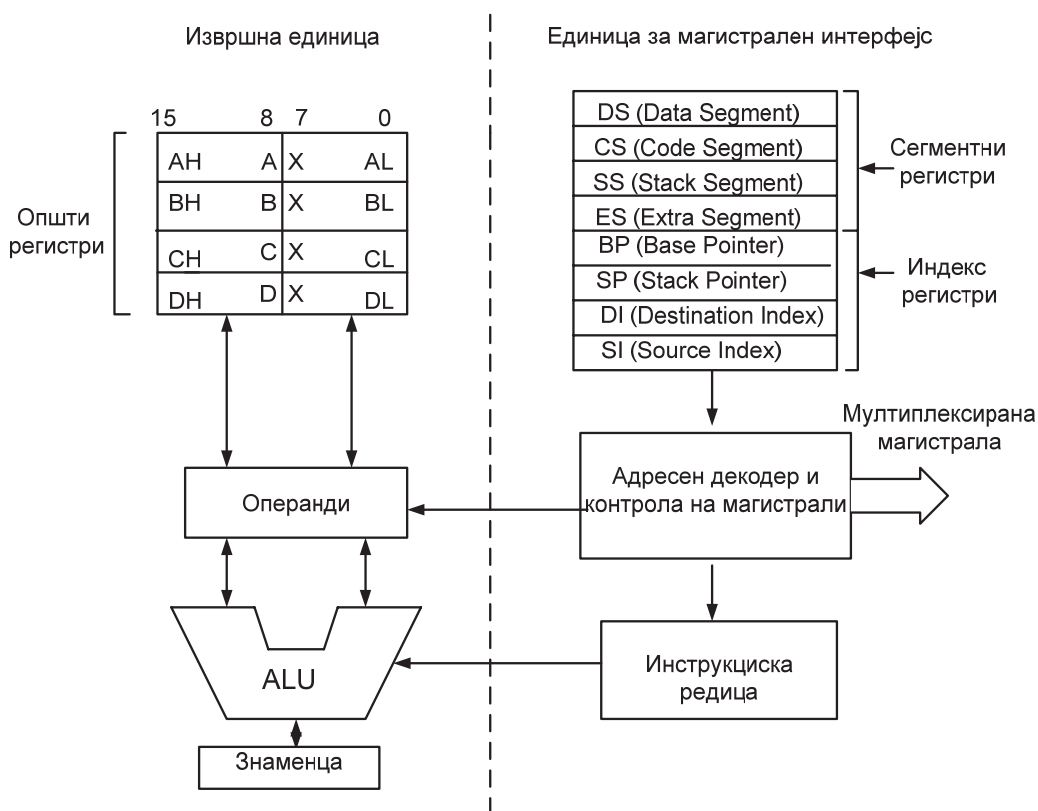 Извршна единица
Единица за магистрален интерфејс
15 8 7 0
AH A X AL
BH B X BL
CH C X CL
DH D X DL
Општи
регистри
DS (Data Segment)
CS (Code Segment)
SS (Stack Segment)
ES (Extra Segment)
BP (Base Pointer)
SP (Stack Pointer)
DI (Destination Index)
SI (Source Index)
Сегментни
регистри
Индекс
регистри
Мултиплексирана
магистрала
Операнди
Адресен декодер и
контрола на магистрали
ALU
Инструкциска
редица
Знаменца